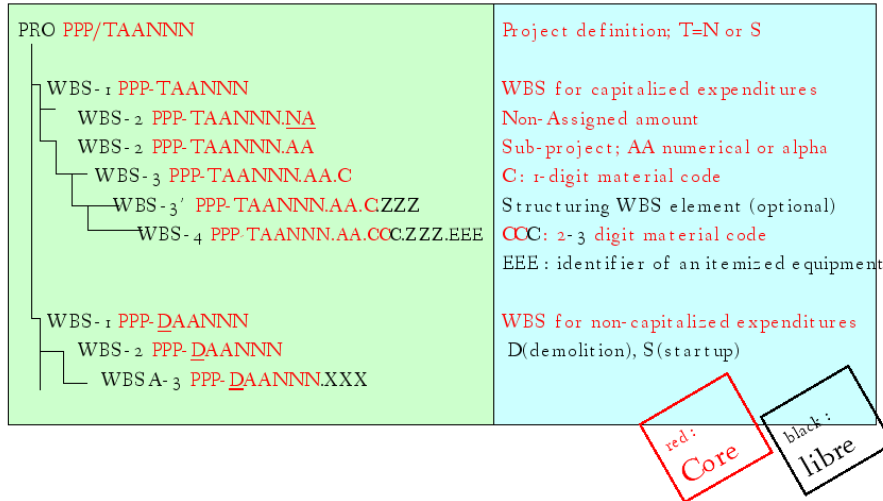 PRO PPP/TAANNN Project definition; T=N or S
WBS-1 PPP-TAANNN WBS for capitalized expenditures
WBS-2 PPP-TAANNN.NA Non-Assigned amount
WBS-2 PPP-TAANNN.AA Sub-project; AA numerical or alpha
WBS-3 PPP-TAANNN.AA.C C: 1-digit material code
WBS-3' PPP-TAANNN.AA.C.ZZZ Structuring WBS element (optional)
WBS-4 PPP-TAANNN.AA.CCC.ZZZ.EEE CCC: 2-3 digit material code
EEE: identifier of an itemized equipment
WBS-1 PPP-DAANNN WBS for non-capitalized expenditures
WBS-2 PPP-DAANNN D(demolition), S(startup)
WBSA-3 PPP-DAANNN.XXX
red:
Core
black:
libre